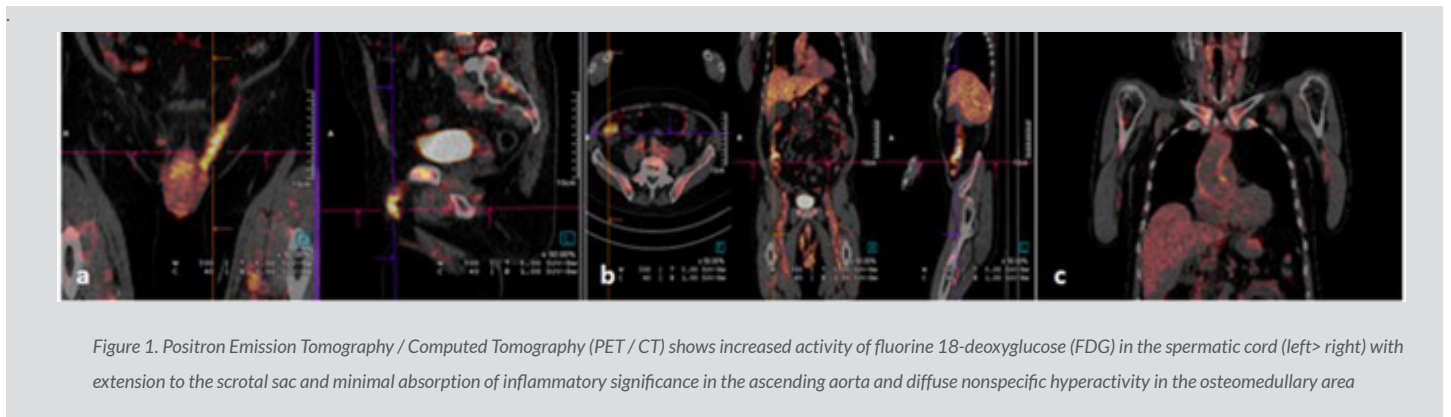 a
b
c
Figure 1. Positron Emission Tomography / Computed Tomography (PET / CT) shows increased activity of fluorine 18-deoxyglucose (FDG) in the spermatic cord (left> right) with
extension to the scrotal sac and minimal absorption of inflammatory significance in the ascending aorta and diffuse nonspecific hyperactivity in the osteomedullary area